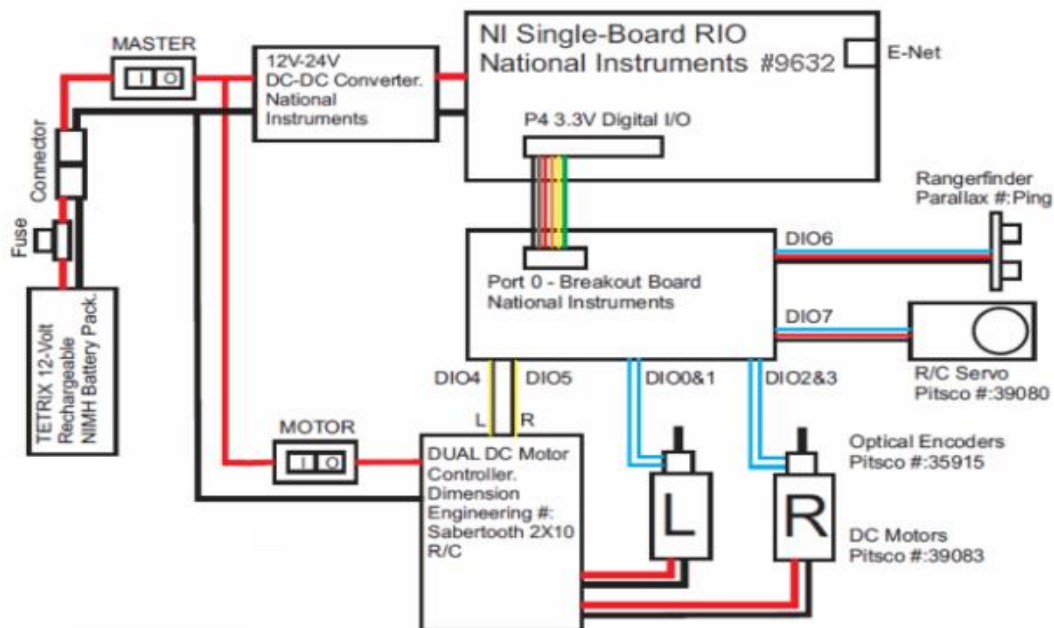 MASTER
I O
12V-24V
DC-DC Converter.
National
Instruments
NI Single-Board RIO
National Instruments #9632
E-Net
P4 3.3V Digital I/O
Connector
Fuse
TETRIX 12-Volt
Rechargeable
NIMH Battery Pack.
Rangerfinder
Parallax #:Ping
DIO6
Port 0 - Breakout Board
National Instruments
DIO7
R/C Servo
Pitsco #:39080
DIO4
DIO5
DIO0&1
DIO2&3
L
R
MOTOR
I O
DUAL DC Motor
Controller.
Dimension
Engineering #:
Sabertooth 2X10
R/C
Optical Encoders
Pitsco #:35915
L
R
DC Motors
Pitsco #:39083